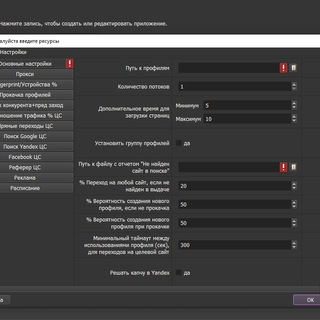 Нажмите запись, чтобы создать или редактировать приложение.
алуйста введите ресурсы
Настройки
Основные настройки
Прокси
ngerprint/Устройства %
Прокачка профилей
конкурента+пред заход
ношение трафика % ЦС
рямые переходы ЦС
Поиск Google ЦС
Поиск Yandex ЦС
Facebook ЦС
Реферер ЦС
Реклама
Расписание
Путь к профилям
Количество потоков
1
Дополнительное время для
загрузки страниц
Минимум
5
Максимум
10
Установить группу профилей
да
Путь к файлу с отчетом "Не найден
сайт в поиске"
% Переход на любой сайт, если не
найден в выдаче
20
% Вероятность создания нового
профиля, если не прокачка
50
% Вероятность создания нового
профиля при прокачке
50
Минимальный таймаут между
использованиями профиля (сек),
для переходов на целевой сайт
300
Решать капчу в Yandex
да
OK